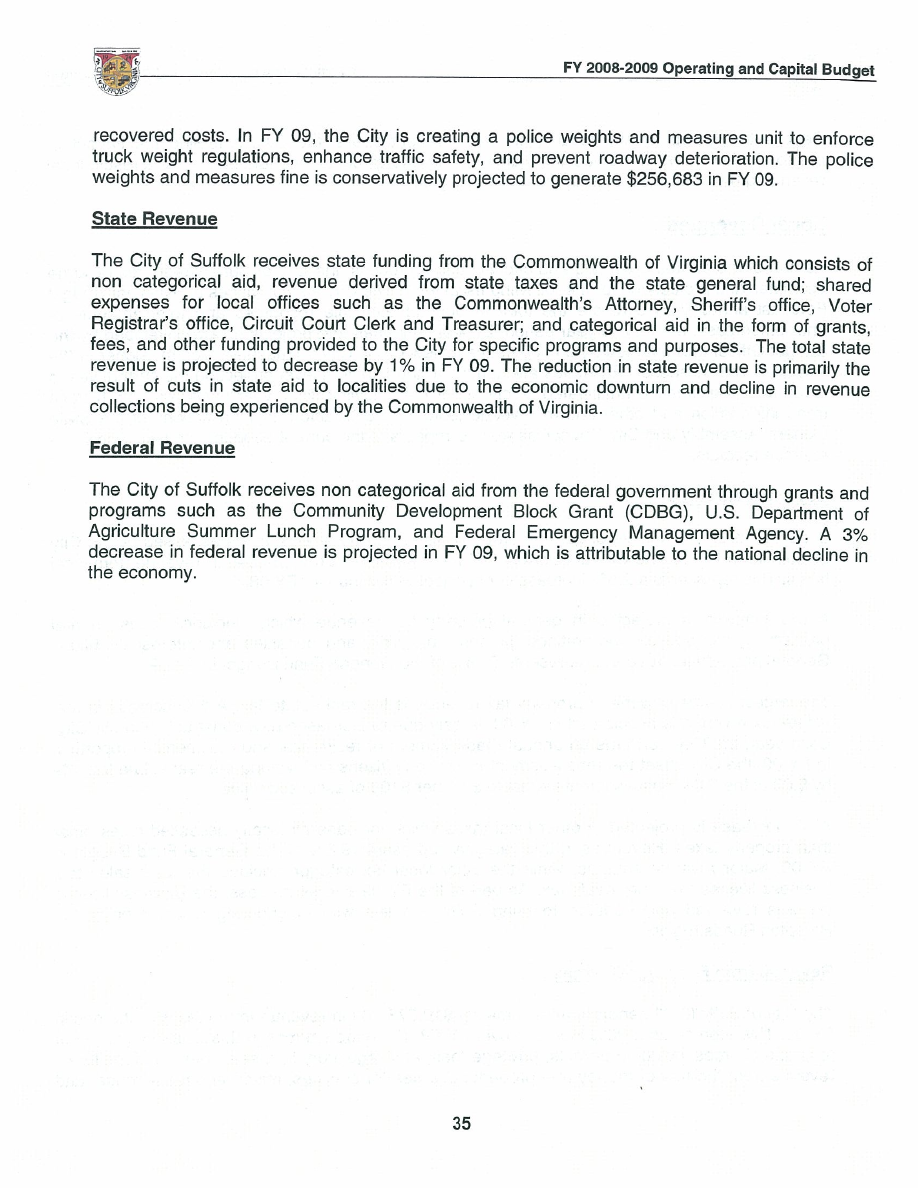 FY 2008-2009 Operating and Capital Budget
recovered costs. In FY 09, the City is creating a police weights and measures unit to enforce
truck weight regulations, enhance traffic safety, and prevent roadway deterioration. The police
weights and measures fine is conservatively projected to generate $256,683 in FY 09.
State Revenue
The City of Suffolk receives state funding from the Commonwealth of Virginia which consists of
non categorical aid, revenue derived from state taxes and the state general fund; shared
expenses for local offices such as the Commonwealth's Attorney, Sheriff's office, Voter
Registrar's office, Circuit Court Clerk and Treasurer; and categorical aid in the form of grants,
fees, and other funding provided to the City for specific programs and purposes. The total state
revenue is projected to decrease by 1% in FY 09. The reduction in state revenue is primarily the
result of cuts in state aid to localities due to the economic downturn and decline in revenue
collections being experienced by the Commonwealth of Virginia.
Federal Revenue
The City of Suffolk receives non categorical aid from the federal government through grants and
programs such as the Community Development Block Grant (CDBG), U.S. Department of
Agriculture Summer Lunch Program, and Federal Emergency Management Agency. A 3%
decrease in federal revenue is projected in FY 09, which is attributable to the national decline in
the economy.
35